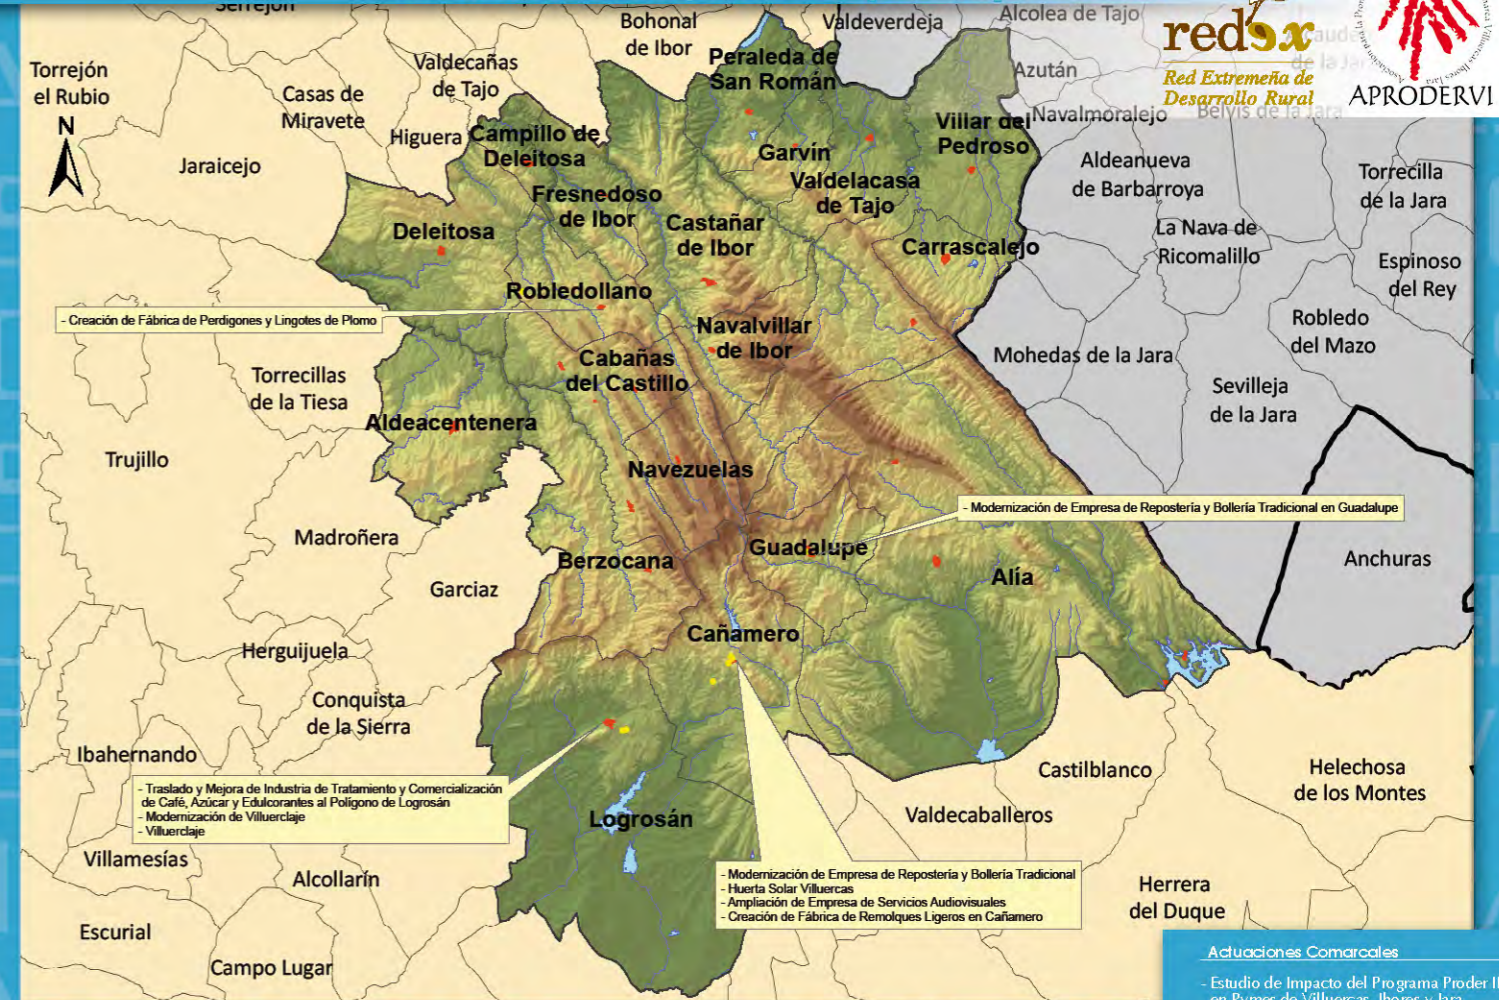 Serrejón
Bohonal
de Ibor
Valdeverdeja
Alcolea de Tajo
redex
Red Extremeña de
Desarrollo Rural
APRODERVI
Torrejón
el Rubio
N
Casas de
Miravete
Valdecañas
de Tajo
Higuera
Jaraicejo
Peraleda de
San Román
Azután
Navalmoralejo
Belvís de la Jara
Campillo de
Deleitosa
Garvín
Villar del
Pedroso
Aldeanueva
de Barbarroya
Torrecilla
de la Jara
Fresnedoso
de Ibor
Valdelacasa
de Tajo
Deleitosa
Castañar
de Ibor
Carrascalejo
La Nava de
Ricomalillo
Espinoso
del Rey
Robledollano
- Creación de Fábrica de Perdigones y Lingotes de Plomo
Navalvillar
de Ibor
Robledo
del Mazo
Cabañas
del Castillo
Mohedas de la Jara
Torrecillas
de la Tiesa
Sevilleja
de la Jara
Aldeacentenera
Trujillo
Navezuelas
- Modernización de Empresa de Repostería y Bollería Tradicional en Guadalupe
Madroñera
Guadalupe
Berzocana
Anchuras
Garciaz
Alía
Cañamero
Herguijuela
Conquista
de la Sierra
Ibahernando
Castilblanco
Helechosa
de los Montes
- Traslado y Mejora de Industria de Tratamiento y Comercialización
de Café, Azúcar y Edulcorantes al Polígono de Logrosán
- Modernización de Villuerclaje
- Villuerclaje
Logrosán
Valdecaballeros
Villamesías
Alcollarín
- Modernización de Empresa de Repostería y Bollería Tradicional
- Huerta Solar Villuercas
- Ampliación de Empresa de Servicios Audiovisuales
- Creación de Fábrica de Remolques Ligeros en Cañamero
Herrera
del Duque
Escurial
Campo Lugar
Actuaciones Comarcales
- Estudio de Impacto del Programa Proder II
en Pymes de Villuercas, Ibores y Jara